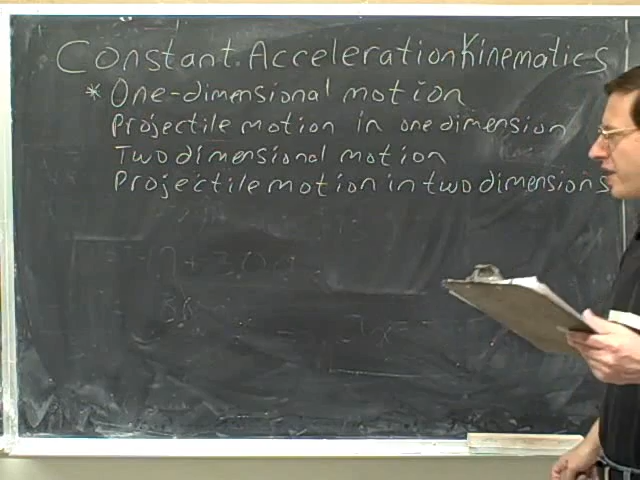 Constant Acceleration Kinematics
* One-dimensional motion
Projectile motion in one dimension
Two dimensional motion
Projectile motion in two dimensions